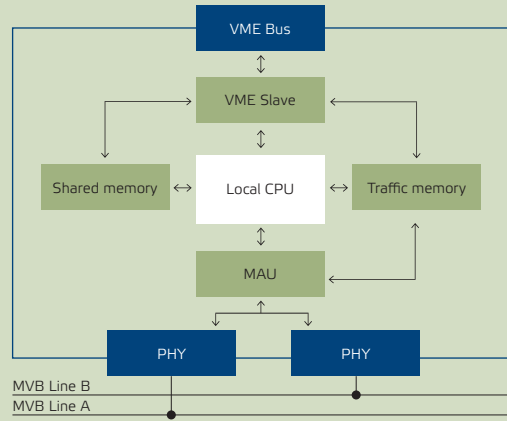 VME Bus
VME Slave
Shared memory
Local CPU
Traffic memory
MAU
PHY
PHY
MVB Line B
MVB Line A